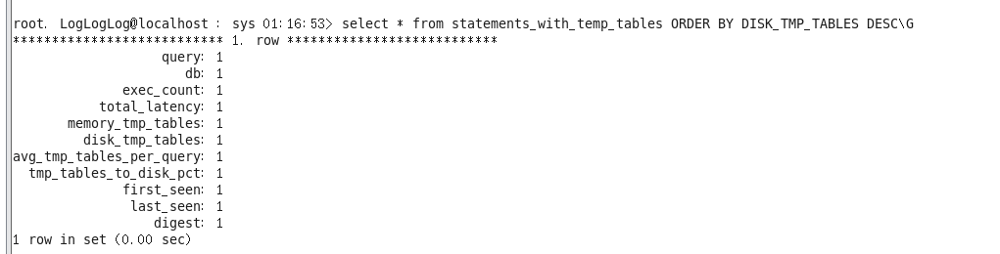 root. LogLogLog@localhost : sys 01:16:53> select * from statements_with_temp_tables ORDER BY DISK_TMP_TABLES DESC\G
*************************** 1. row ***************************
query: 1
db: 1
exec_count: 1
total_latency: 1
memory_tmp_tables: 1
disk_tmp_tables: 1
avg_tmp_tables_per_query: 1
tmp_tables_to_disk_pct: 1
first_seen: 1
last_seen: 1
digest: 1
1 row in set (0.00 sec)